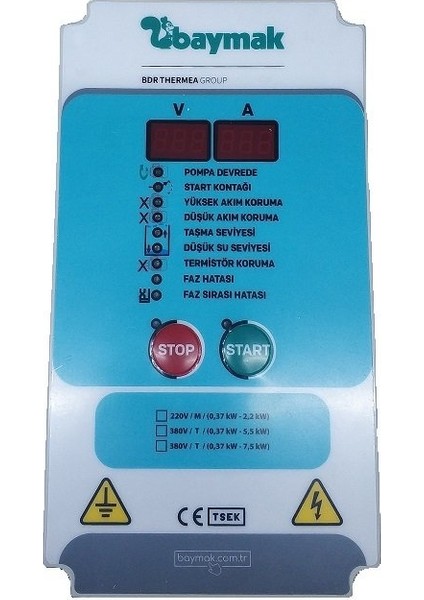 baymak
BDR THERMEA GROUP
V A
POMPA DEVREDE
START KONTAĞI
YÜKSEK AKIM KORUMA
DÜŞÜK AKIM KORUMA
TAŞMA SEVİYESİ
DÜŞÜK SU SEVİYESİ
TERMİSTÖR KORUMA
FAZ HATASI
FAZ SIRASI HATASI
STOP START
220V / M / (0,37 kW - 2,2 kW)
380V / T / (0,37 kW - 5,5 kW)
380V / T / (0,37 kW - 7,5 kW)
CE TSEK
baymak.com.tr